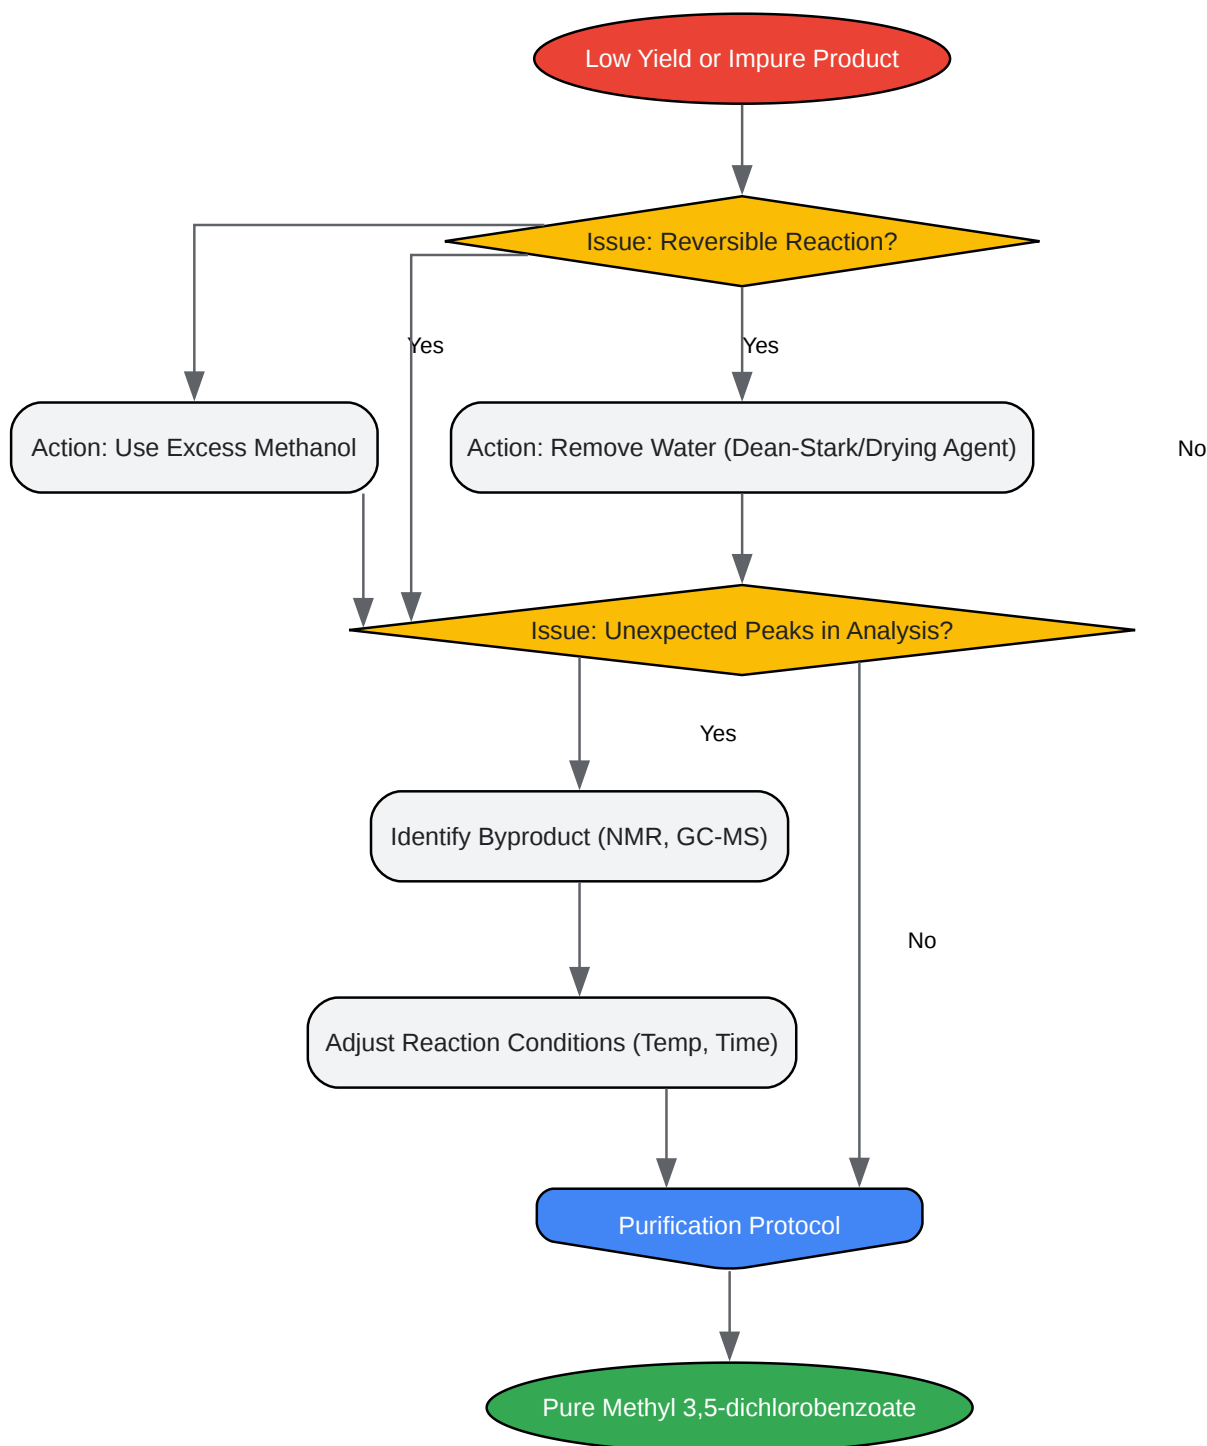 Low Yield or Impure Product
Issue: Reversible Reaction?
Yes
Yes
Action: Use Excess Methanol
Action: Remove Water (Dean-Stark/Drying Agent)
No
Issue: Unexpected Peaks in Analysis?
Yes
Identify Byproduct (NMR, GC-MS)
No
Adjust Reaction Conditions (Temp, Time)
Purification Protocol
Pure Methyl 3,5-dichlorobenzoate